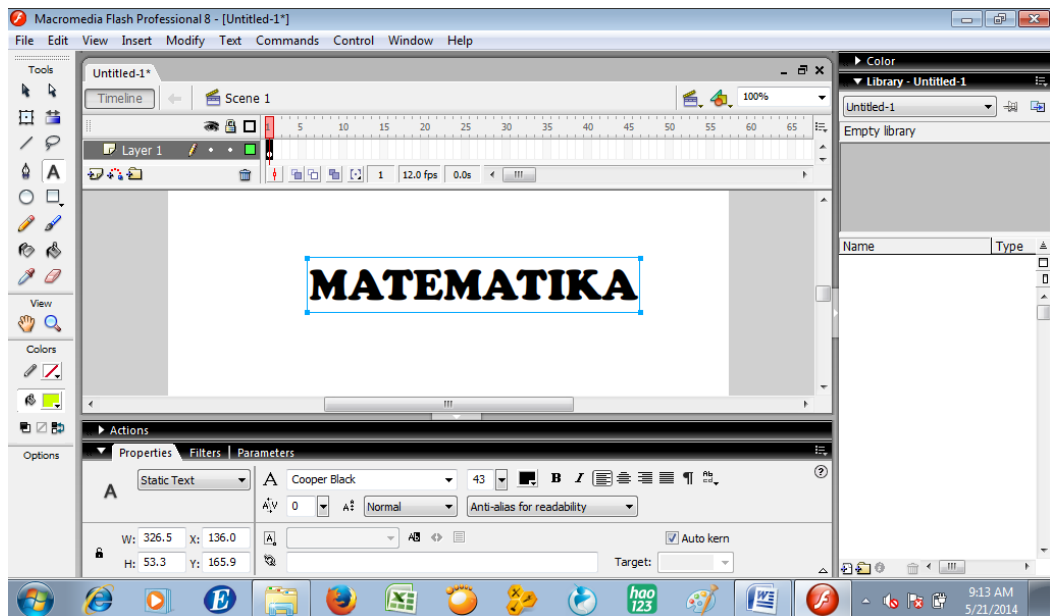 Macromedia Flash Professional 8 - [Untitled-1*]
File Edit View Insert Modify Text Commands Control Window Help
Tools
View
Colors
Options
Untitled-1*
Timeline Scene 1 100%
1 5 10 15 20 25 30 35 40 45 50 55 60 65
Layer 1
1 12.0 fps 0.0s
MATEMATIKA
Actions
Properties Filters Parameters
A Static Text A Cooper Black 43 B I
A V 0 Normal Anti-alias for readability
W: 326.5 X: 136.0 Auto kern
H: 53.3 Y: 165.9 Target:
Color
Library - Untitled-1
Untitled-1
Empty library
Name Type
hao
123
9:13 AM
5/21/2014